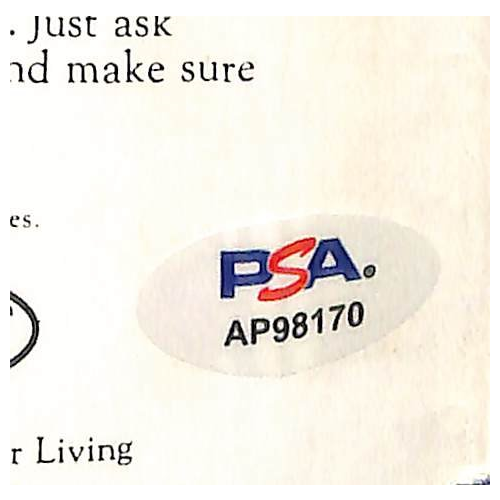 . Just ask
nd make sure
es.
PSA.
AP98170
r Living